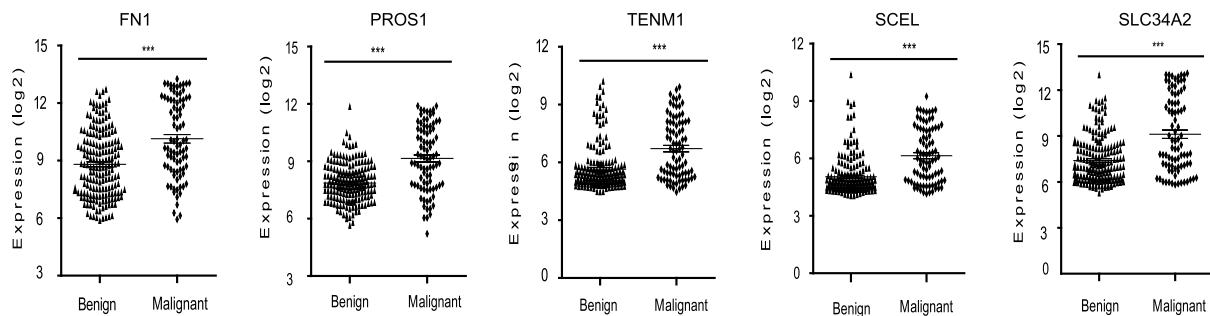 FN1
Expression (log2)
15
12
9
6
3
***
Benign
Malignant
PROS1
Expression (log2)
15
12
9
6
3
***
Benign
Malignant
TENM1
Expressi n (log2)
12
9
6
3
0
***
Benign
Malignant
SCEL
Expression (log2)
12
9
6
3
0
***
Benign
Malignant
SLC34A2
Expression (log2)
15
12
9
6
3
0
***
Benign
Malignant